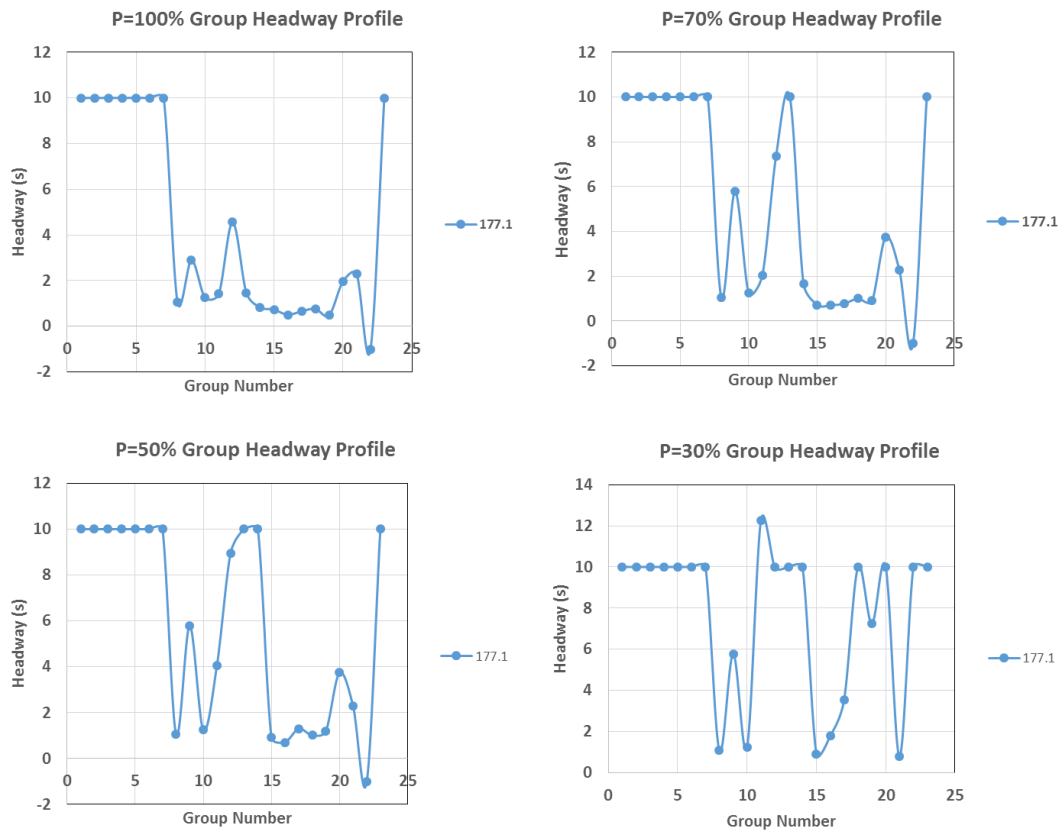 P=100% Group Headway Profile
12
10
8
6
4
2
0
-2
0 5 10 15 20 25
Headway (s)
Group Number
177.1
P=70% Group Headway Profile
12
10
8
6
4
2
0
-2
0 5 10 15 20 25
Headway (s)
Group Number
177.1
P=50% Group Headway Profile
12
10
8
6
4
2
0
-2
0 5 10 15 20 25
Headway (s)
Group Number
177.1
P=30% Group Headway Profile
14
12
10
8
6
4
2
0
0 5 10 15 20 25
Headway (s)
Group Number
177.1